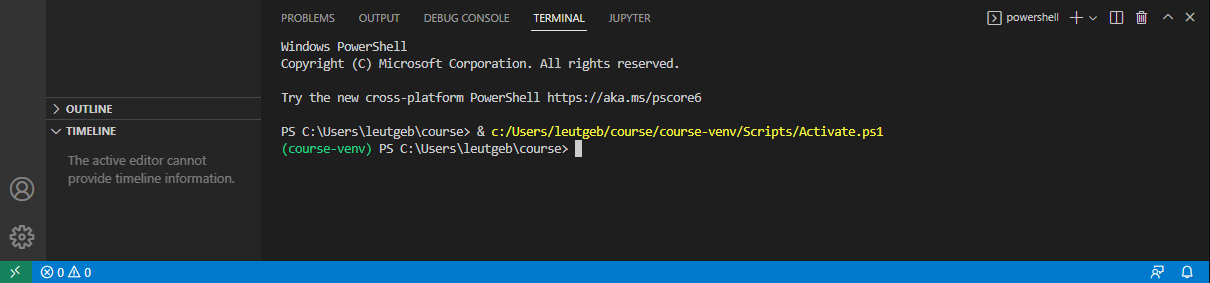 PROBLEMS OUTPUT DEBUG CONSOLE TERMINAL JUPYTER powershell
Windows PowerShell
Copyright (C) Microsoft Corporation. All rights reserved.
Try the new cross-platform PowerShell https://aka.ms/pscore6
PS C:\Users\leutgeb\course> & c:/Users/leutgeb/course/course-venv/Scripts/Activate.ps1
(course-venv) PS C:\Users\leutgeb\course>
OUTLINE
TIMELINE
The active editor cannot
provide timeline information.
0 0